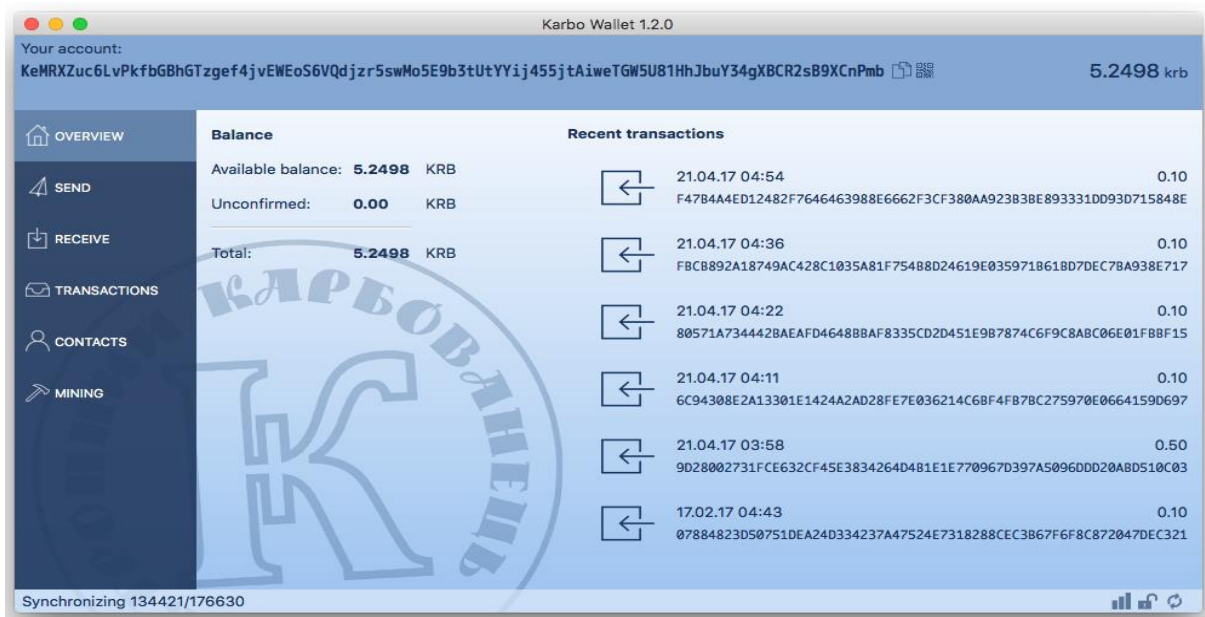 Karbo Wallet 1.2.0
Your account:
KeMRXZuc6LvPkfbGBhGTzgef4jvEWEoS6VQdjzr5swMo5E9b3tUtYYij455jtAiweTGW5U81HhJbuY34gXBCR2sB9XCnPmb
5.2498 krb
OVERVIEW
SEND
RECEIVE
TRANSACTIONS
CONTACTS
MINING
Balance
Available balance: 5.2498 KRB
Unconfirmed: 0.00 KRB
Total: 5.2498 KRB
КАРБОВАНЕЦЬ
К
Recent transactions
21.04.17 04:54 0.10
F47B4A4ED12482F7646463988E6662F3CF380AA923B3BE893331DD93D715848E
21.04.17 04:36 0.10
FBCB892A18749AC428C1035A81F754B8D24619E035971B61BD7DEC7BA938E717
21.04.17 04:22 0.10
80571A734442BAEAFD4648BBAF8335CD2D451E9B7874C6F9C8ABC06E01FBBF15
21.04.17 04:11 0.10
6C94308E2A13301E1424A2AD28FE7E036214C6BF4FB7BC275970E0664159D697
21.04.17 03:58 0.50
9D28002731FCE632CF45E3834264D4B1E1E770967D397A5096DDD20ABD510C03
17.02.17 04:43 0.10
07884823D50751DEA24D334237A47524E7318288CEC3B67F6F8C872047DEC321
Synchronizing 134421/176630